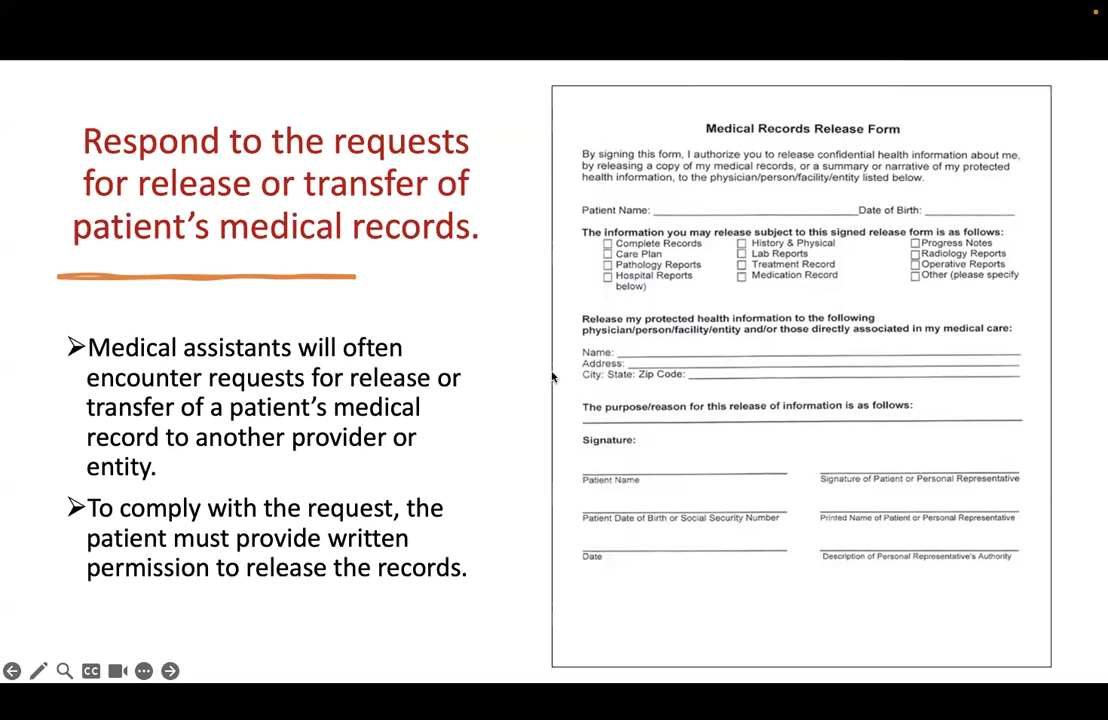 Respond to the requests
for release or transfer of
patient's medical records.
➢Medical assistants will often
encounter requests for release or
transfer of a patient's medical
record to another provider or
entity.
➢To comply with the request, the
patient must provide written
permission to release the records.
CC
Medical Records Release Form
By signing this form, I authorize you to release confidential health information about me,
by releasing a copy of my medical records, or a summary or narrative of my protected
health information, to the physician/person/facility/entity listed below.
Patient Name: Date of Birth:
The information you may release subject to this signed release form is as follows:
Complete Records History & Physical Progress Notes
Care Plan Lab Reports Radiology Reports
Pathology Reports Treatment Record Operative Reports
Hospital Reports Medication Record Other (please specify
below)
Release my protected health information to the following
physician/person/facility/entity and/or those directly associated in my medical care:
Name:
Address:
City: State: Zip Code:
The purpose/reason for this release of information is as follows:
Signature:
Patient Name Signature of Patient or Personal Representative
Patient Date of Birth or Social Security Number Printed Name of Patient or Personal Representative
Date Description of Personal Representative's Authority